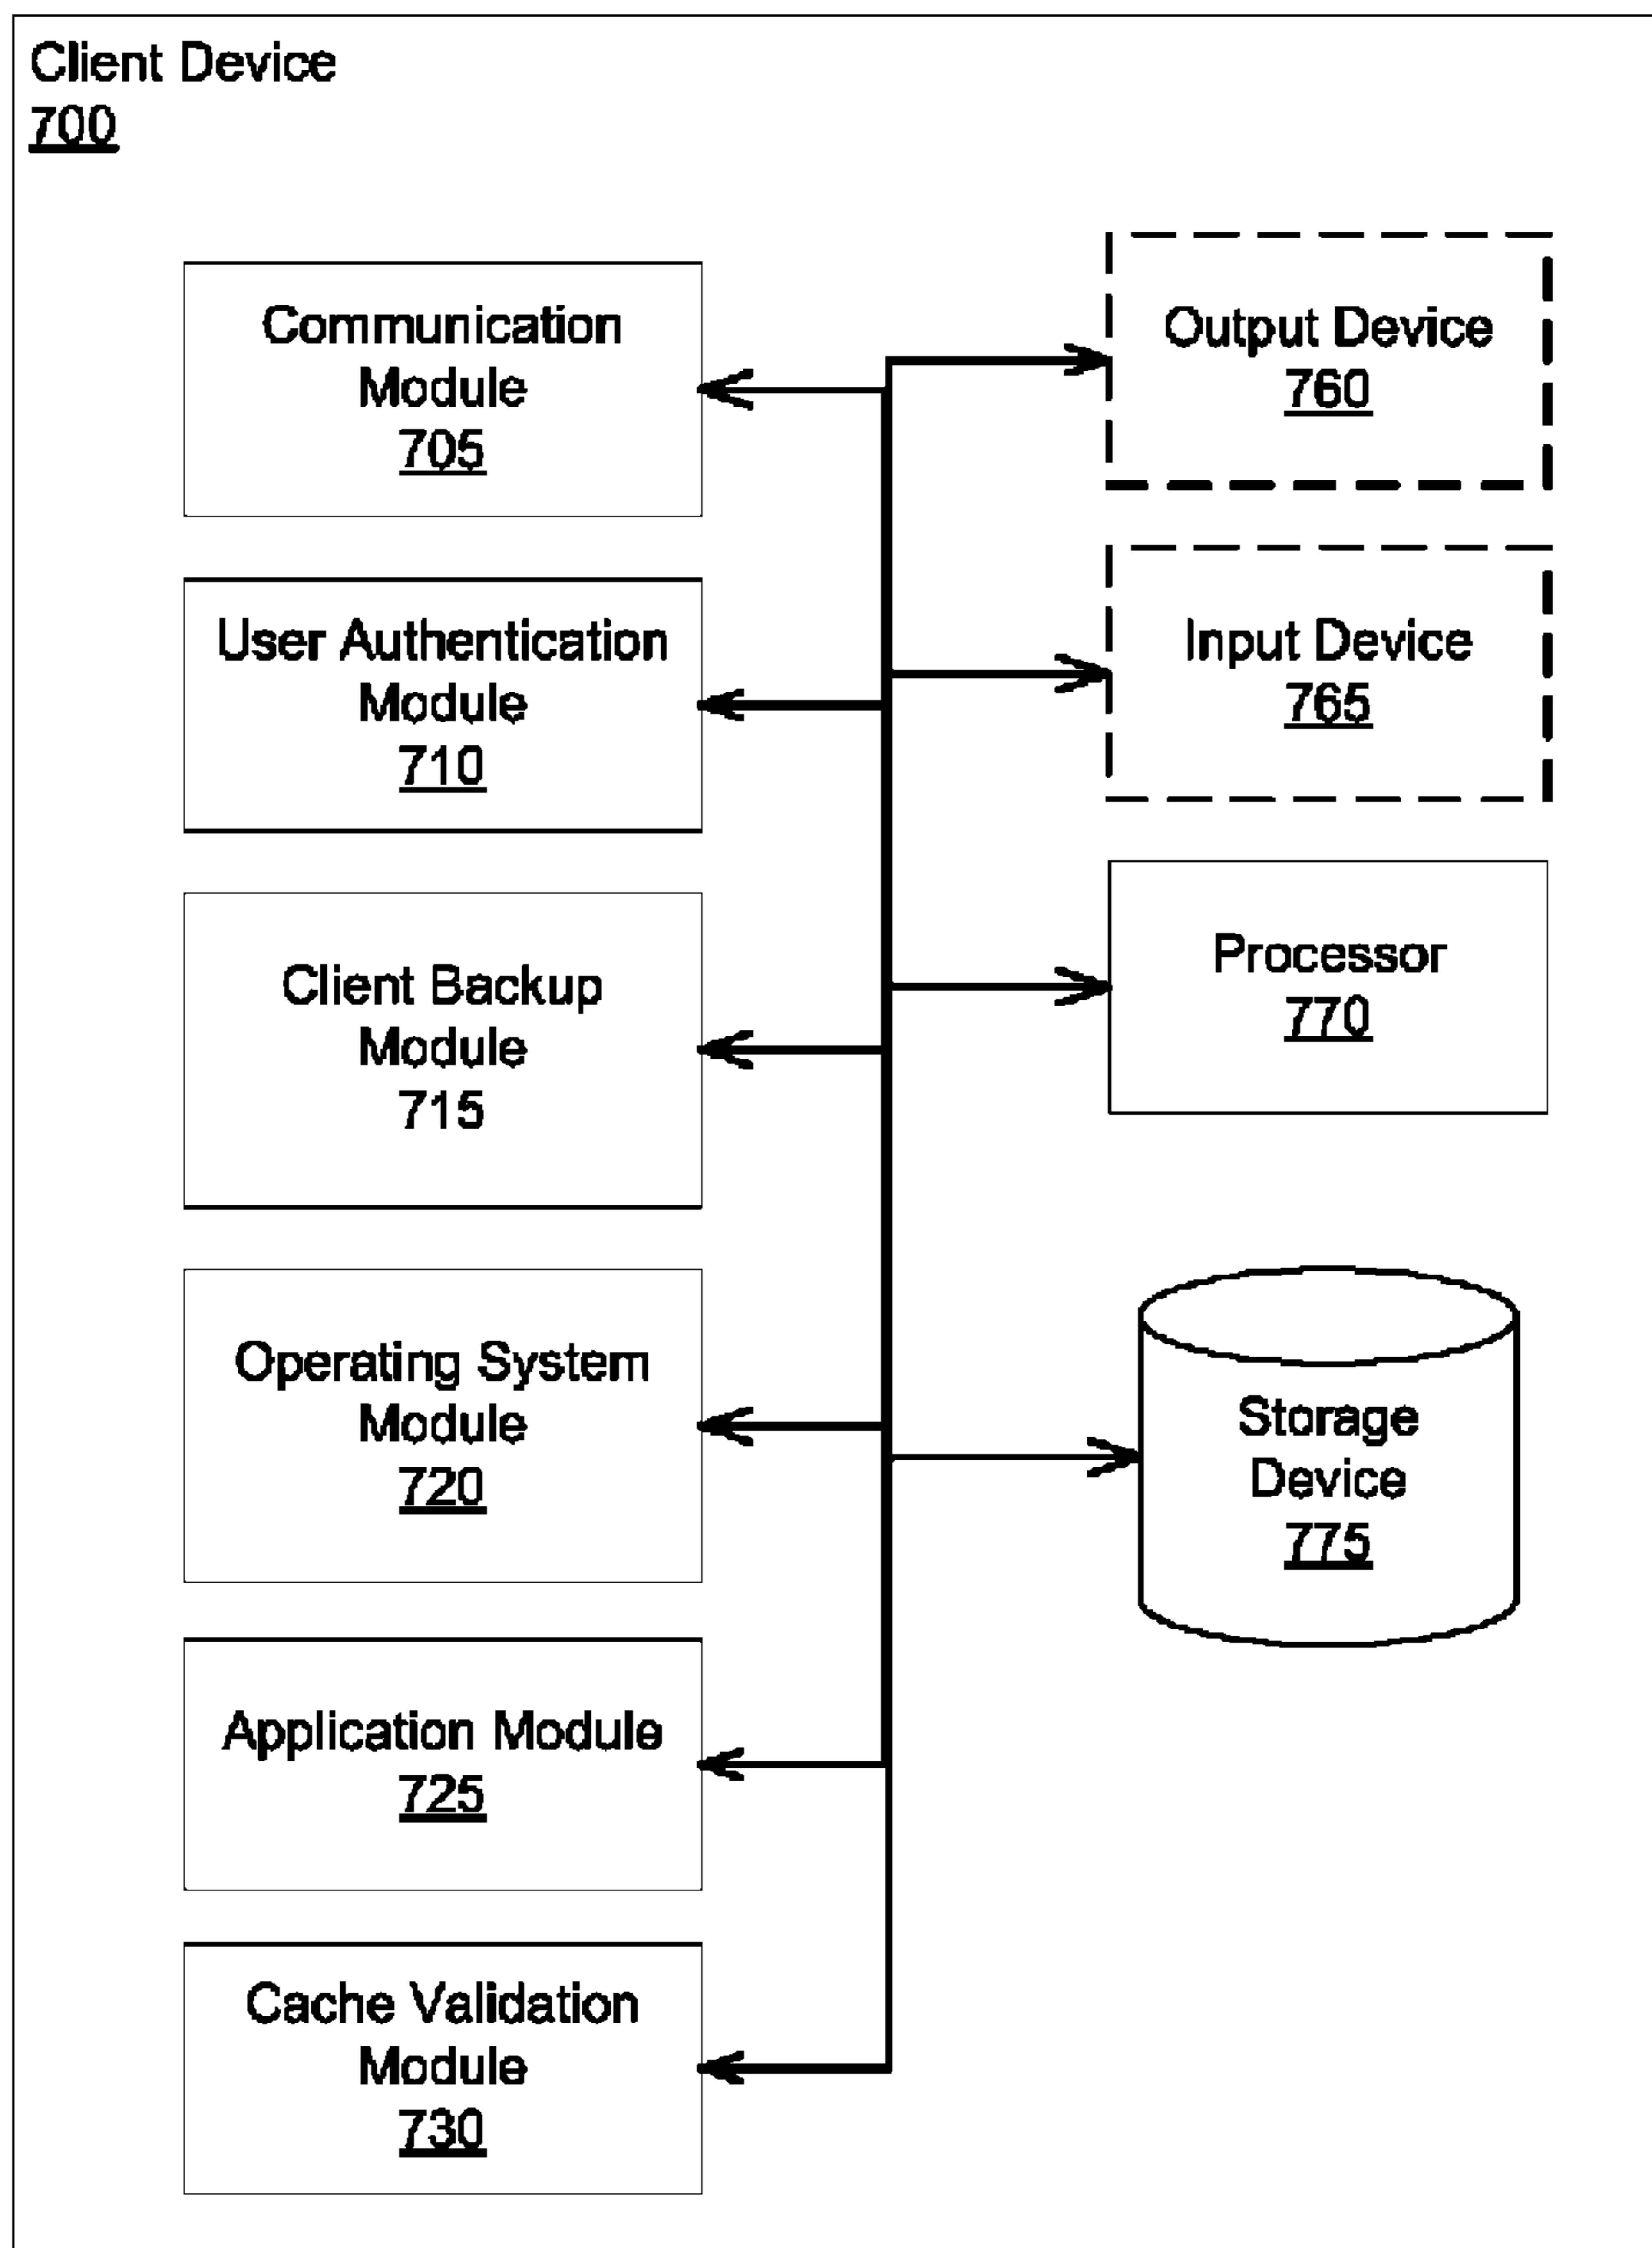 Client Device
700
Communication
Module
705
User Authentication
Module
710
Client Backup
Module
715
Operating System
Module
720
Application Module
725
Cache Validation
Module
730
Output Device
760
Input Device
765
Processor
770
Storage
Device
775